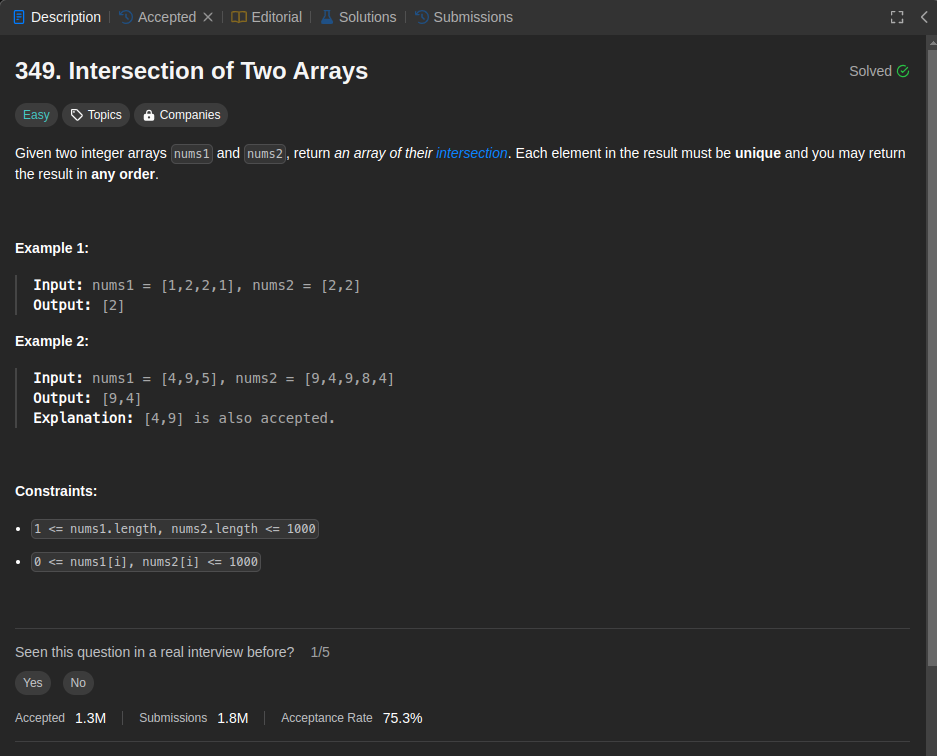 Description | Accepted × | Editorial | Solutions | Submissions
349. Intersection of Two Arrays
Solved
Easy Topics Companies
Given two integer arrays nums1 and nums2, return an array of their intersection. Each element in the result must be unique and you may return
the result in any order.
Example 1:
Input: nums1 = [1,2,2,1], nums2 = [2,2]
Output: [2]
Example 2:
Input: nums1 = [4,9,5], nums2 = [9,4,9,8,4]
Output: [9,4]
Explanation: [4,9] is also accepted.
Constraints:
• 1 <= nums1.length, nums2.length <= 1000
• 0 <= nums1[i], nums2[i] <= 1000
Seen this question in a real interview before? 1/5
Yes No
Accepted 1.3M | Submissions 1.8M | Acceptance Rate 75.3%